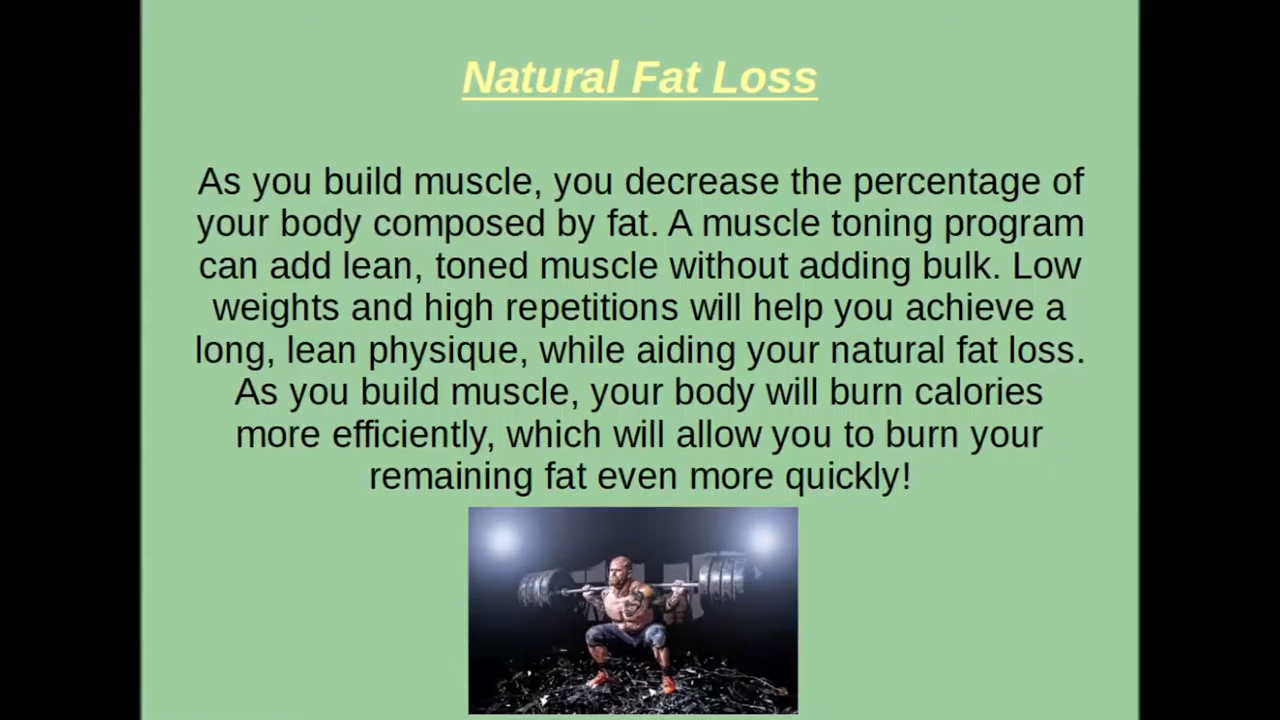 Natural Fat Loss
As you build muscle, you decrease the percentage of
your body composed by fat. A muscle toning program
can add lean, toned muscle without adding bulk. Low
weights and high repetitions will help you achieve a
long, lean physique, while aiding your natural fat loss.
As you build muscle, your body will burn calories
more efficiently, which will allow you to burn your
remaining fat even more quickly!